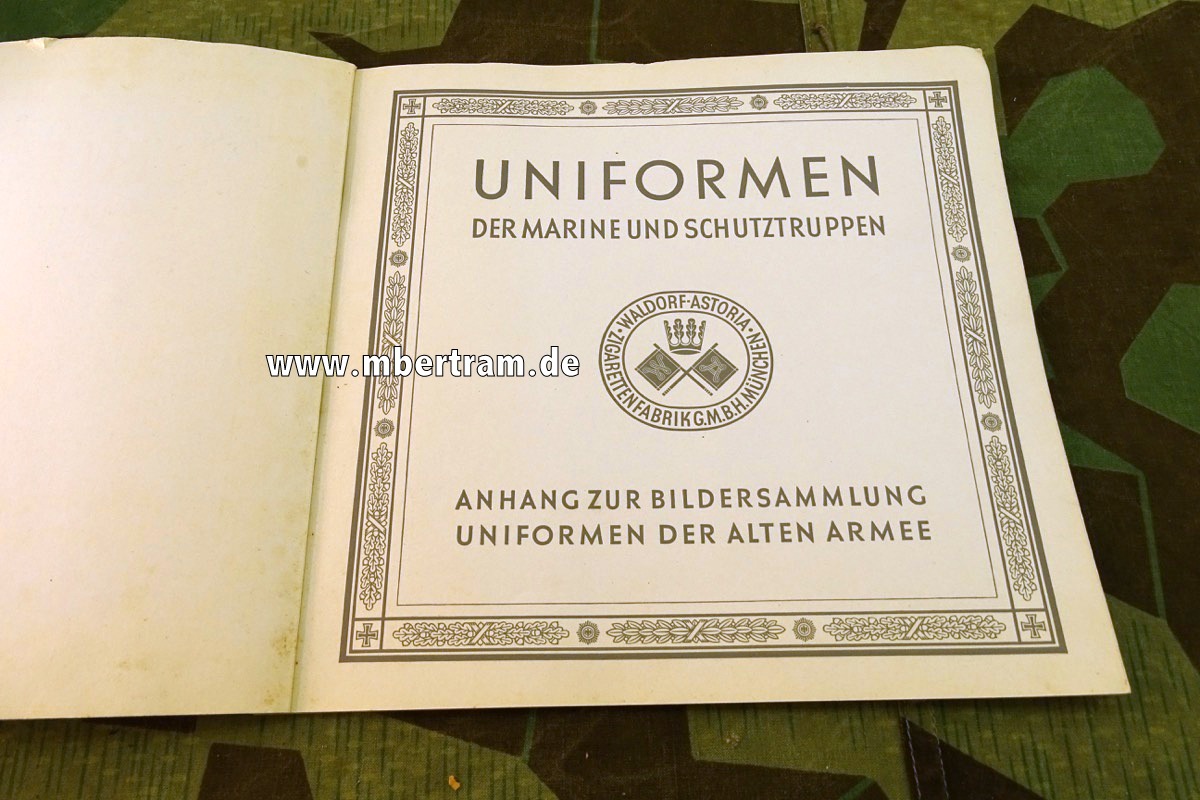 UNIFORMEN
DER MARINE UND SCHUTZTRUPPEN
· WALDORF-ASTORIA ·
ZIGARETTENFABRIK G.M.B.H. MÜNCHEN
www.mbertram.de
ANHANG ZUR BILDERSAMMLUNG
UNIFORMEN DER ALTEN ARMEE